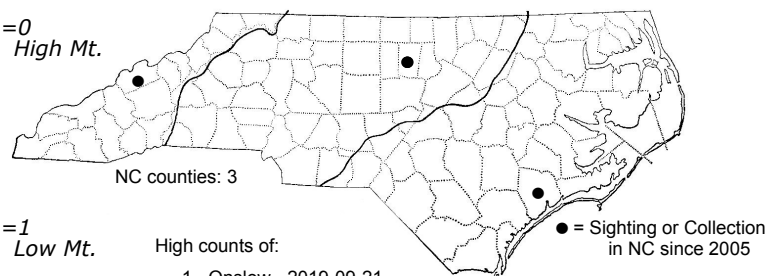 =0
High Mt.
NC counties: 3
=1
Low Mt.
High counts of:
● = Sighting or Collection
in NC since 2005
1 - Onslow - 2019-09-21